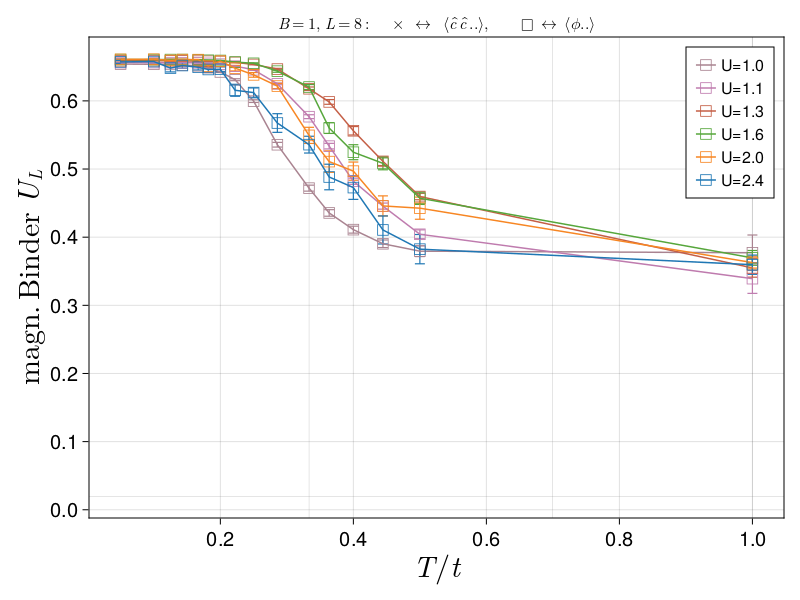 B = 1, L = 8 :   × ↔ ⟨ĉ ĉ ..⟩,   □ ↔ ⟨ϕ..⟩
magn. Binder U_L
0.6
0.5
0.4
0.3
0.2
0.1
0.0
U=1.0
U=1.1
U=1.3
U=1.6
U=2.0
U=2.4
0.2 0.4 0.6 0.8 1.0
T/t